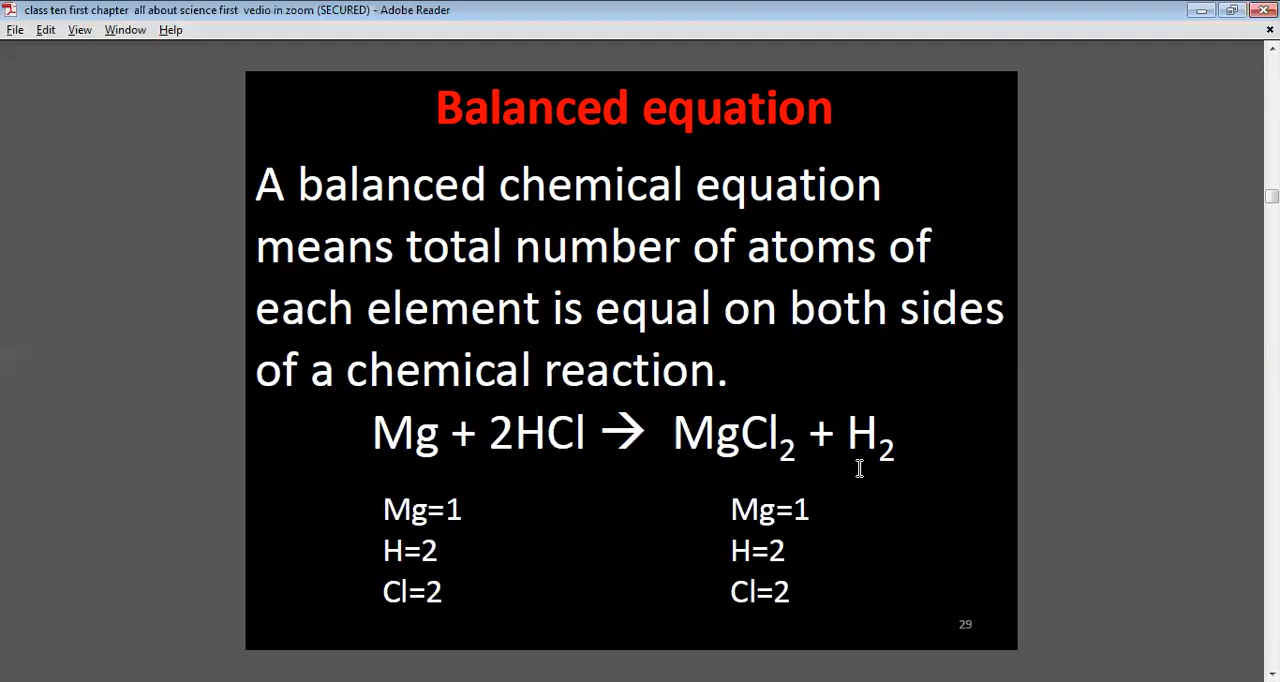 class ten first chapter all about science first vedio in zoom (SECURED) - Adobe Reader
File Edit View Window Help
Balanced equation
A balanced chemical equation
means total number of atoms of
each element is equal on both sides
of a chemical reaction.
Mg + 2HCl → MgCl₂ + H₂
Mg=1 Mg=1
H=2 H=2
Cl=2 Cl=2
29